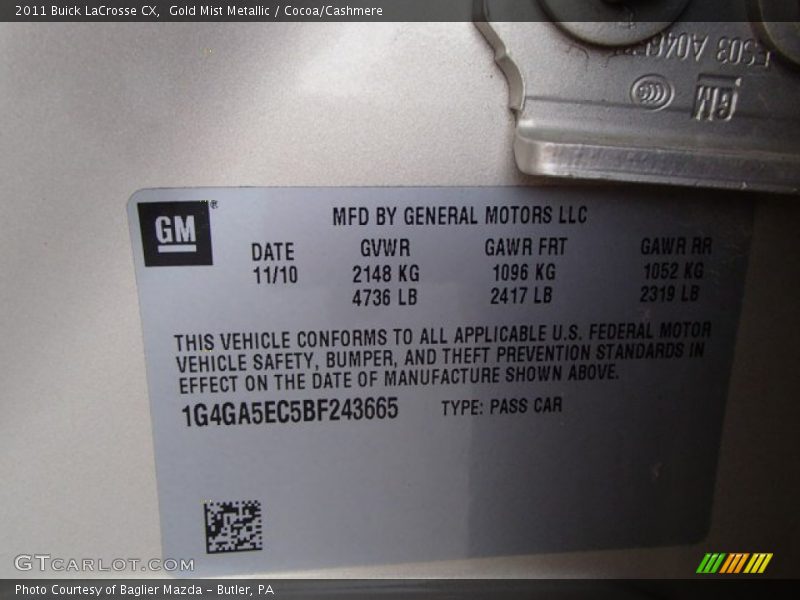 2011 Buick LaCrosse CX,  Gold Mist Metallic / Cocoa/Cashmere
ES03
GM
GM®
MFD BY GENERAL MOTORS LLC
DATE GVWR GAWR FRT GAWR RR
11/10 2148 KG 1096 KG 1052 KG
4736 LB 2417 LB 2319 LB
THIS VEHICLE CONFORMS TO ALL APPLICABLE U.S. FEDERAL MOTOR
VEHICLE SAFETY, BUMPER, AND THEFT PREVENTION STANDARDS IN
EFFECT ON THE DATE OF MANUFACTURE SHOWN ABOVE.
1G4GA5EC5BF243665 TYPE: PASS CAR
GTCARLOT.COM
Photo Courtesy of Baglier Mazda - Butler, PA